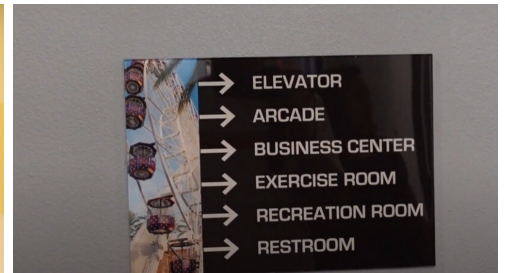 ELEVATOR
ARCADE
BUSINESS CENTER
EXERCISE ROOM
RECREATION ROOM
RESTROOM